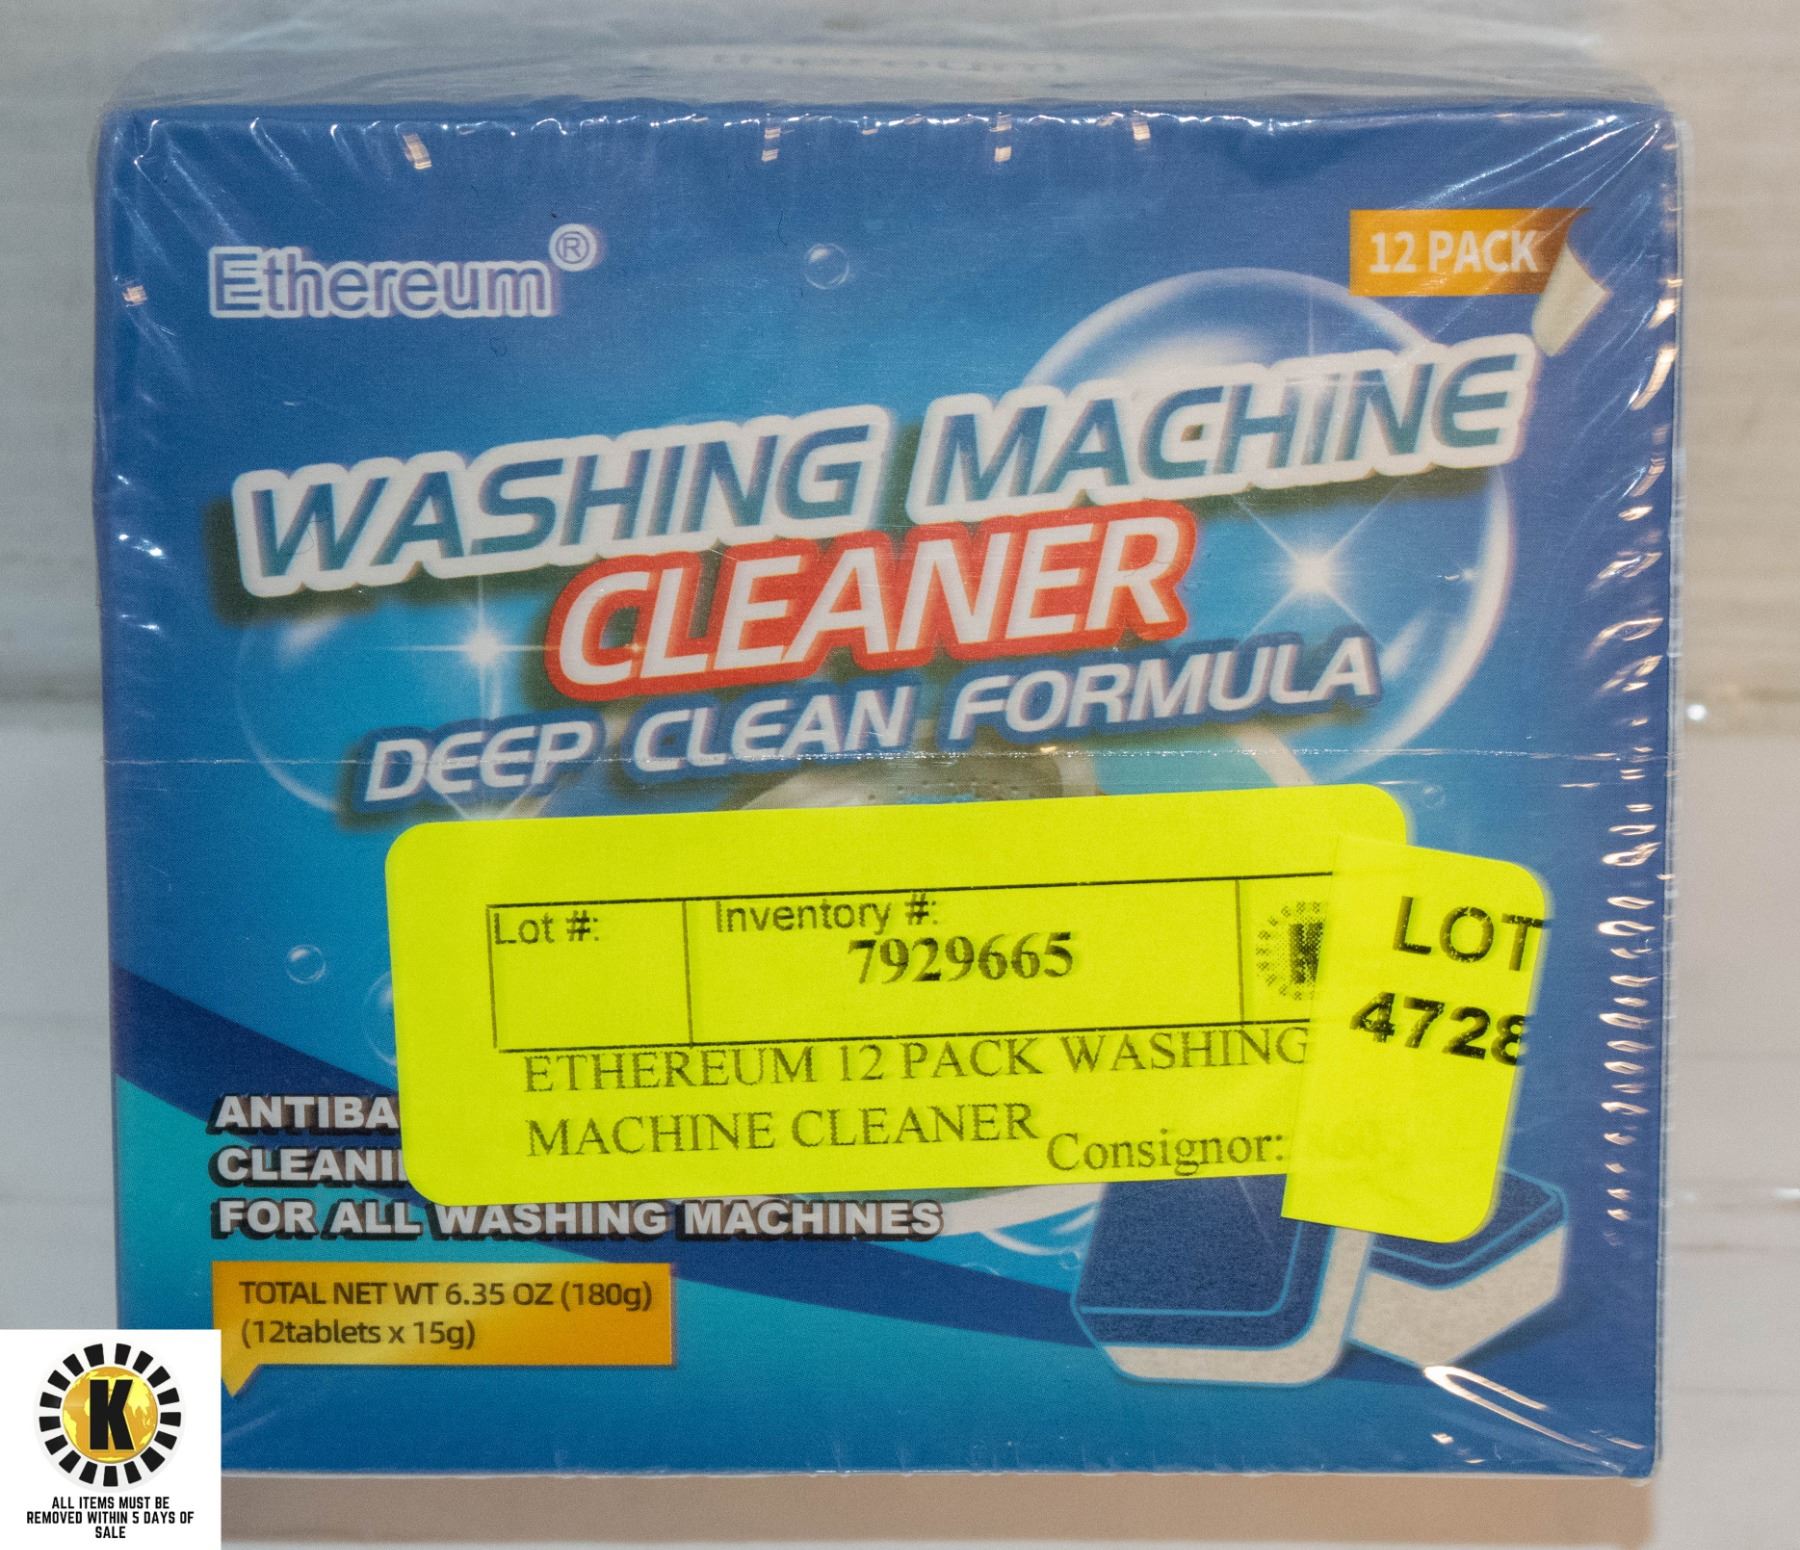 Ethereum®
12 PACK
WASHING MACHINE
CLEANER
DEEP CLEAN FORMULA
Lot #:
Inventory #:
7929665
K
LOT
4728
ETHEREUM 12 PACK WASHING
MACHINE CLEANER
Consignor:
ANTIBA
CLEANI
FOR ALL WASHING MACHINES
TOTAL NET WT 6.35 OZ (180g)
(12tablets x 15g)
K
ALL ITEMS MUST BE
REMOVED WITHIN 5 DAYS OF
SALE